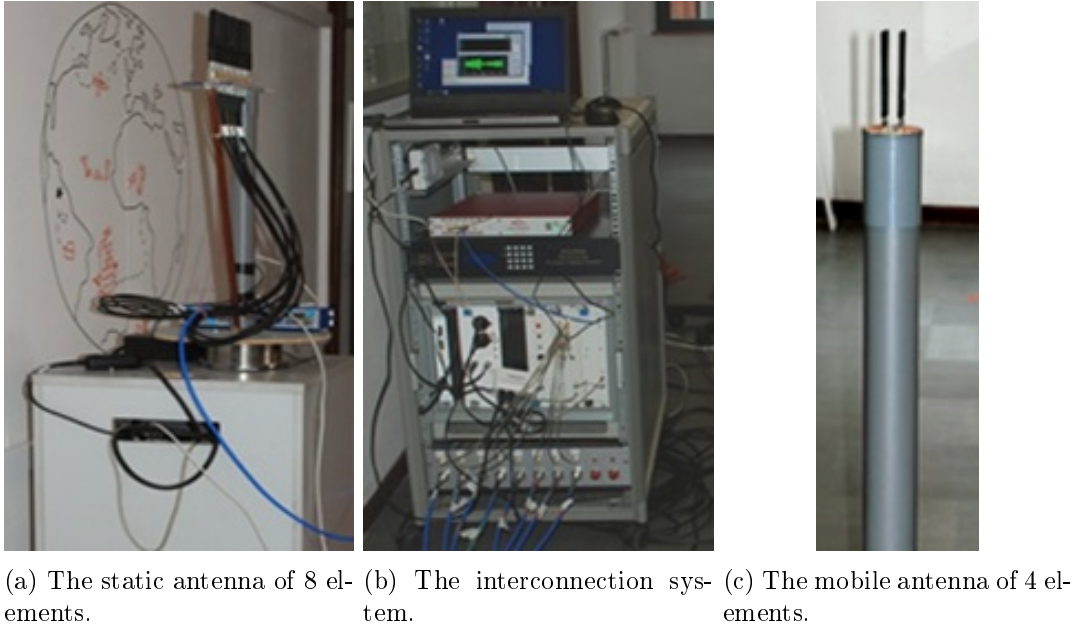 (a) The static antenna of 8 el-
ements.
(b) The interconnection sys-
tem.
(c) The mobile antenna of 4 el-
ements.